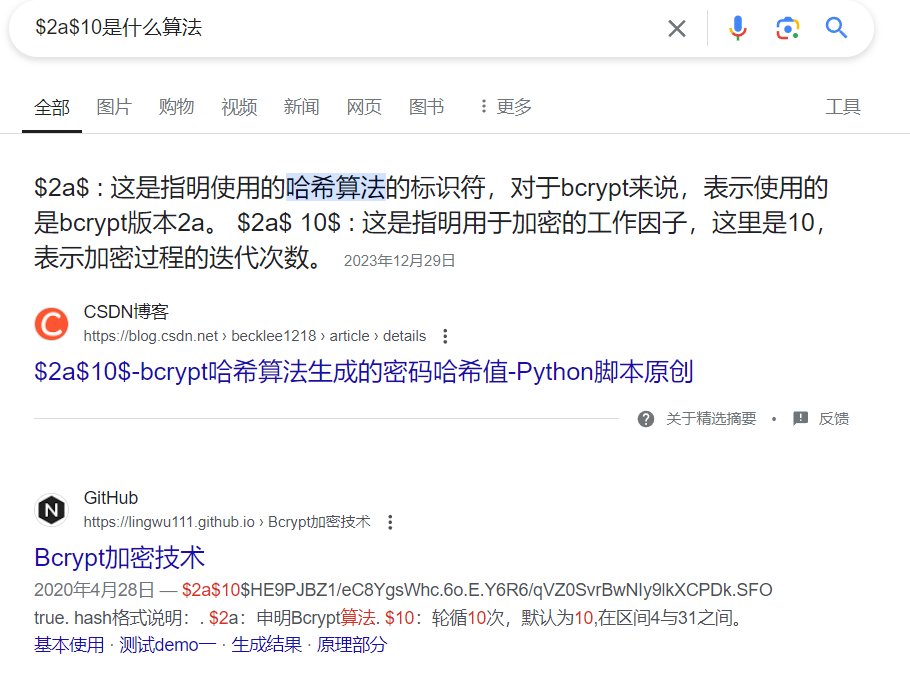 $2a$10是什么算法
全部 图片 购物 视频 新闻 网页 图书 更多 工具
$2a$ : 这是指明使用的哈希算法的标识符，对于bcrypt来说，表示使用的
是bcrypt版本2a。 $2a$ 10$ : 这是指明用于加密的工作因子，这里是10，
表示加密过程的迭代次数。 2023年12月29日
CSDN博客
https://blog.csdn.net › becklee1218 › article › details
$2a$10$-bcrypt哈希算法生成的密码哈希值-Python脚本原创
关于精选摘要 • 反馈
N
GitHub
https://lingwu111.github.io › Bcrypt加密技术
Bcrypt加密技术
2020年4月28日 — $2a$10$HE9PJBZ1/eC8YgsWhc.6o.E.Y6R6/qVZ0SvrBwNIy9lkXCPDk.SFO
true. hash格式说明：. $2a：申明Bcrypt算法. $10：轮循10次，默认为10,在区间4与31之间。
基本使用 · 测试demo一 · 生成结果 · 原理部分